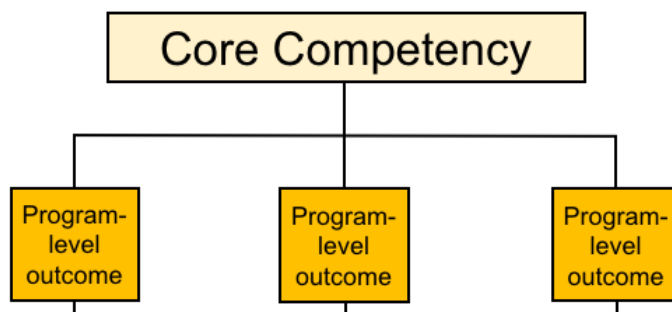 Core Competency
Program-
level
outcome
Program-
level
outcome
Program-
level
outcome